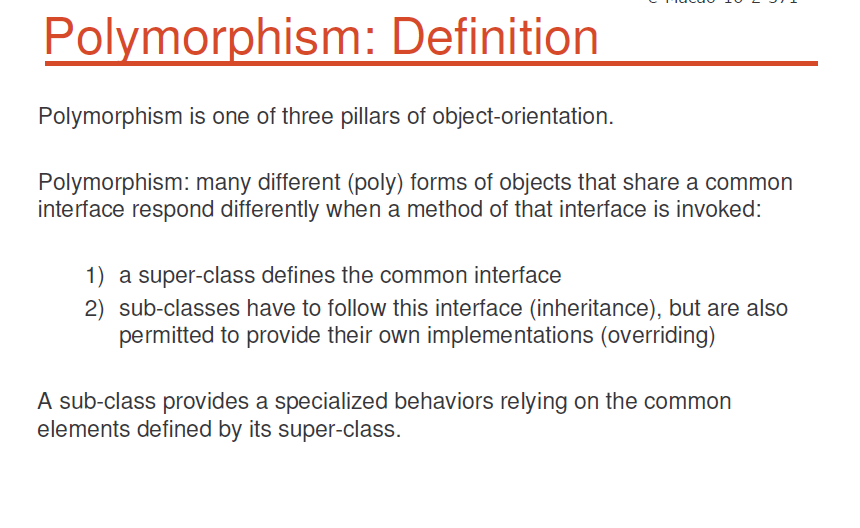 Polymorphism: Definition
Polymorphism is one of three pillars of object-orientation.
Polymorphism: many different (poly) forms of objects that share a common
interface respond differently when a method of that interface is invoked:
1) a super-class defines the common interface
2) sub-classes have to follow this interface (inheritance), but are also
permitted to provide their own implementations (overriding)
A sub-class provides a specialized behaviors relying on the common
elements defined by its super-class.